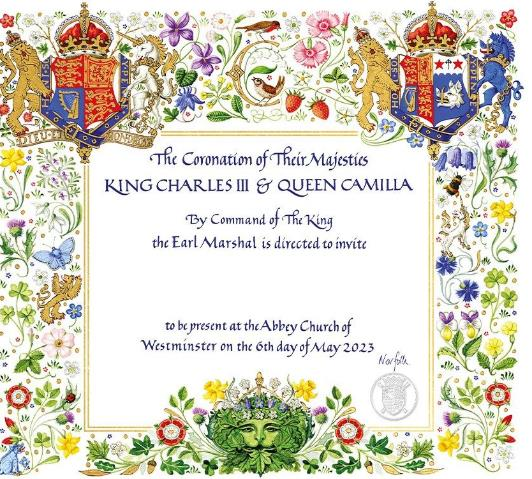 The Coronation of Their Majesties
KING CHARLES III & QUEEN CAMILLA
By Command of The King
the Earl Marshal is directed to invite
to be present at the Abbey Church of
Westminster on the 6th day of May 2023
Norfolk